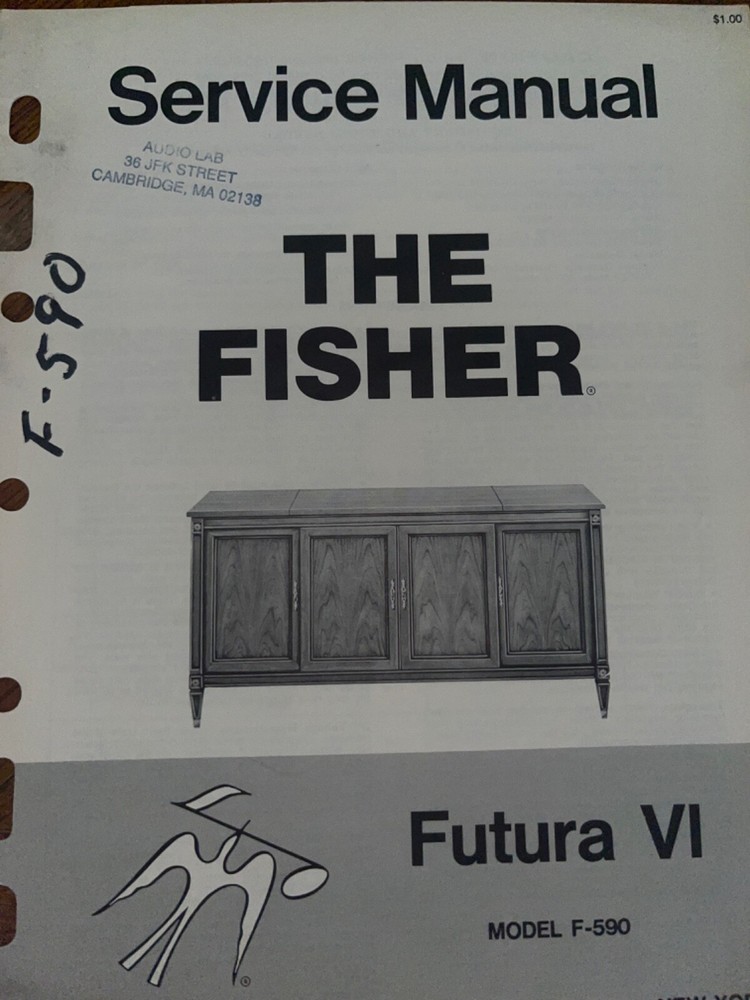 $1.00
Service Manual
AUDIO LAB
36 JFK STREET
CAMBRIDGE, MA 02138
THE
FISHER®
F-590
Futura VI
MODEL F-590
®